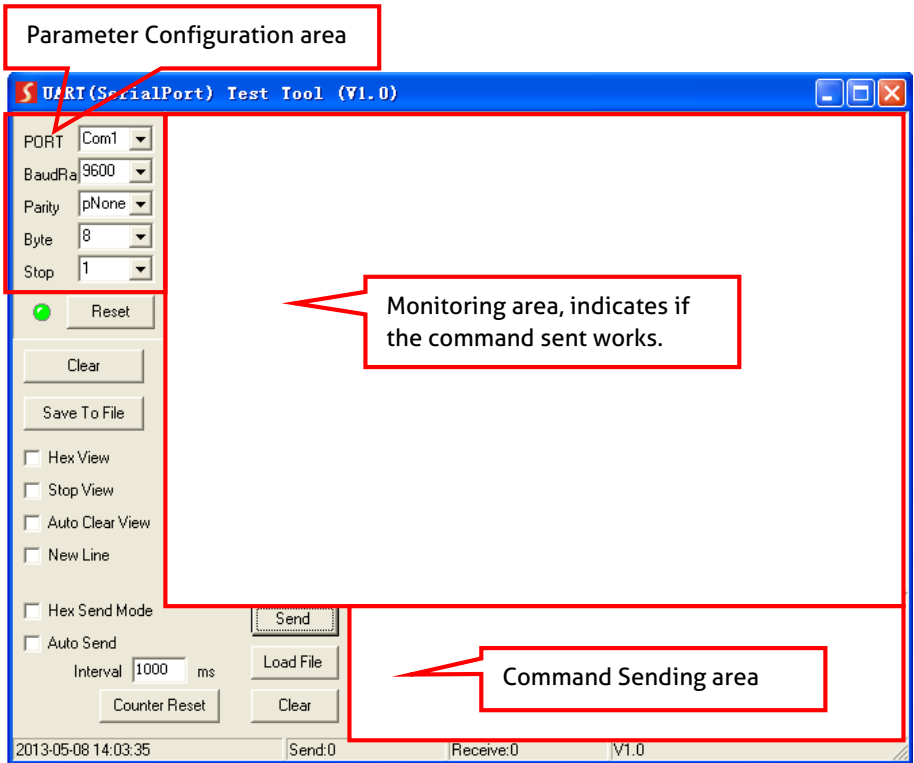 Parameter Configuration area
UART(SerialPort) Test Tool (V1.0)
PORT Com1
BaudRa 9600
Parity pNone
Byte 8
Stop 1
Reset
Clear
Save To File
Hex View
Stop View
Auto Clear View
New Line
Monitoring area, indicates if
the command sent works.
Hex Send Mode
Send
Auto Send
Interval 1000 ms
Load File
Counter Reset
Clear
Command Sending area
2013-05-08 14:03:35 Send:0 Receive:0 V1.0